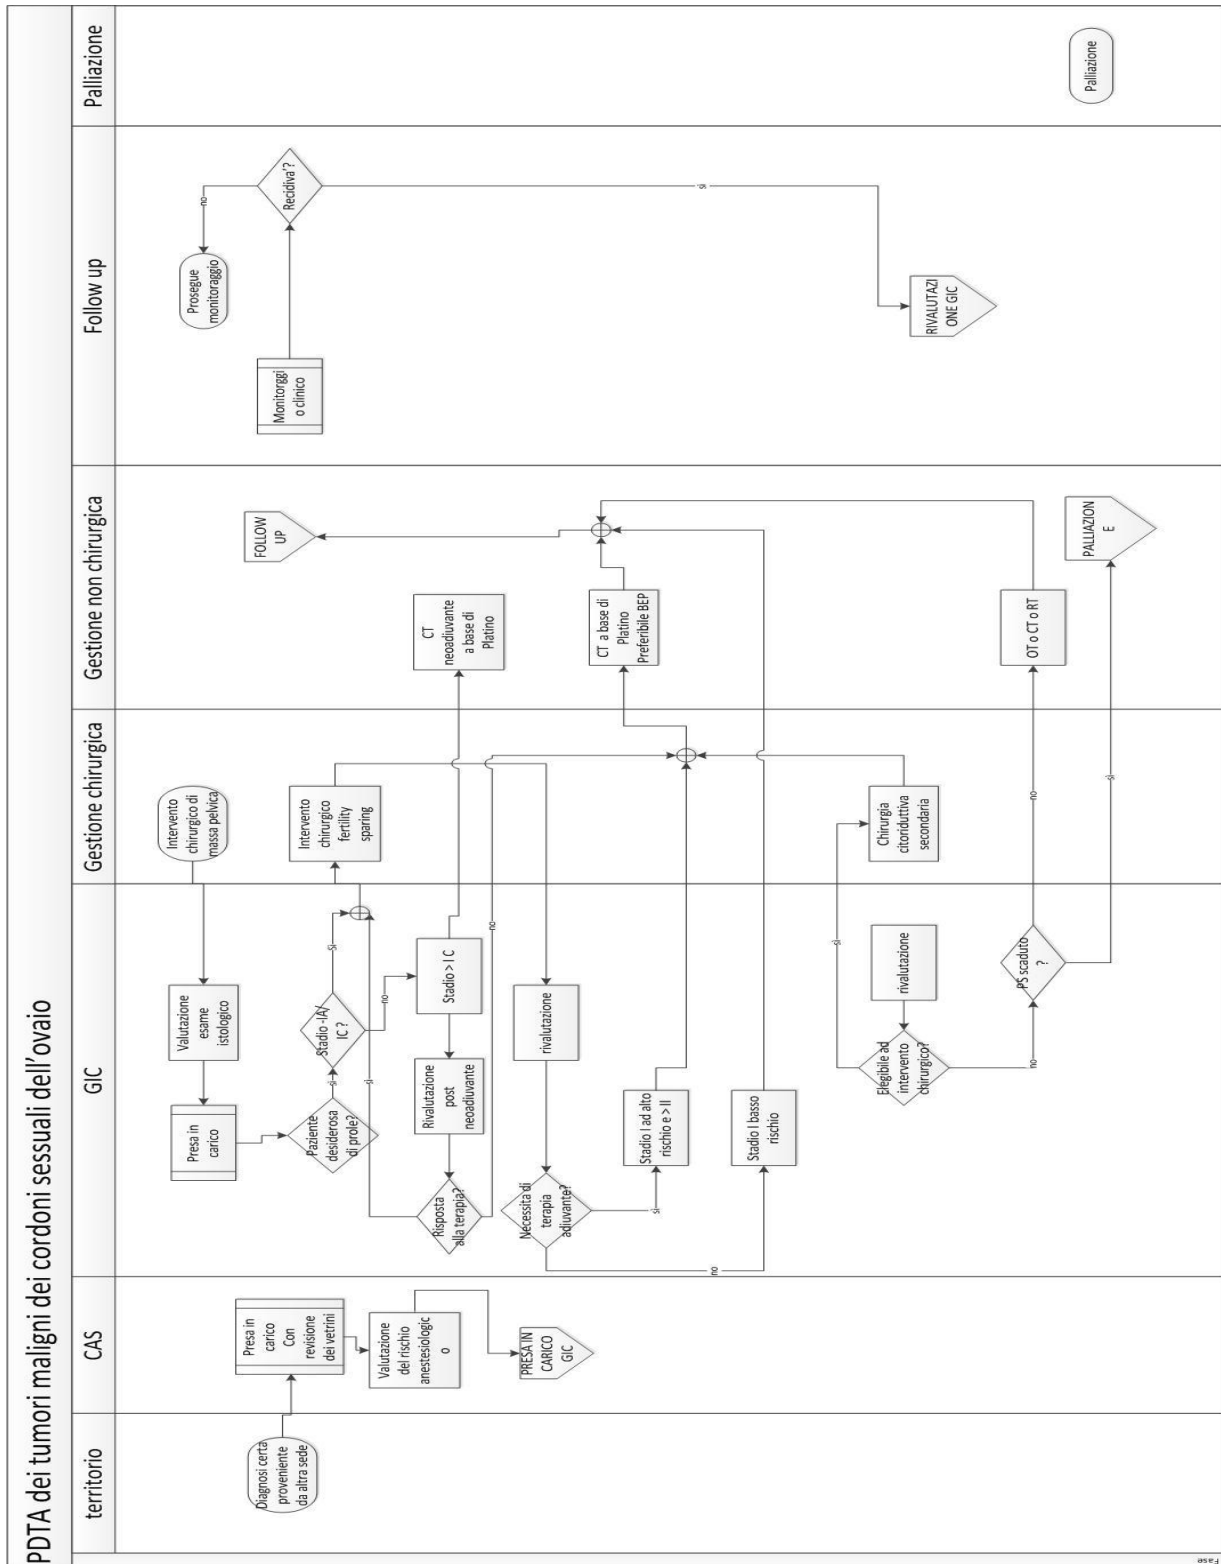 PDTA dei tumori maligni dei cordoni sessuali dell'ovaio
territorio
CAS
GIC
Gestione chirurgica
Gestione non chirurgica
Follow up
Palliazione
Fase
Diagnosi certa
proveniente
da altra sede
Presa in
carico Con
revisione
dei vetrini
Valutazione
del rischio
anestesiologic
o
PRESA IN
CARICO
GIC
Intervento
chirurgico di
massa pelvica
Valutazione
esame
istologico
Presa in
carico
Paziente
desiderosa
di prole?
si
Stadio -IA/
IC ?
si
no
Intervento
chirurgico
fertility
sparing
Stadio > I C
CT
neoadiuvante
a base di
Platino
Rivalutazione
post
neoadiuvante
Risposta
alla terapia?
si
no
rivalutazione
Necessita di
terapia
adiuvante?
si
no
Stadio I ad alto
rischio e > II
Stadio I basso
rischio
CT a base di
Platino
Preferibile BEP
FOLLOW
UP
rivalutazione
Elegibile ad
intervento
chirurgico?
si
no
Chirurgia
citoriduttiva
secondaria
PS scaduto
?
no
si
OT o CT o RT
PALLIAZION
E
Monitorggi
o clinico
Recidiva'?
no
si
Prosegue
monitoraggio
RIVALUTAZI
ONE GIC
Palliazione